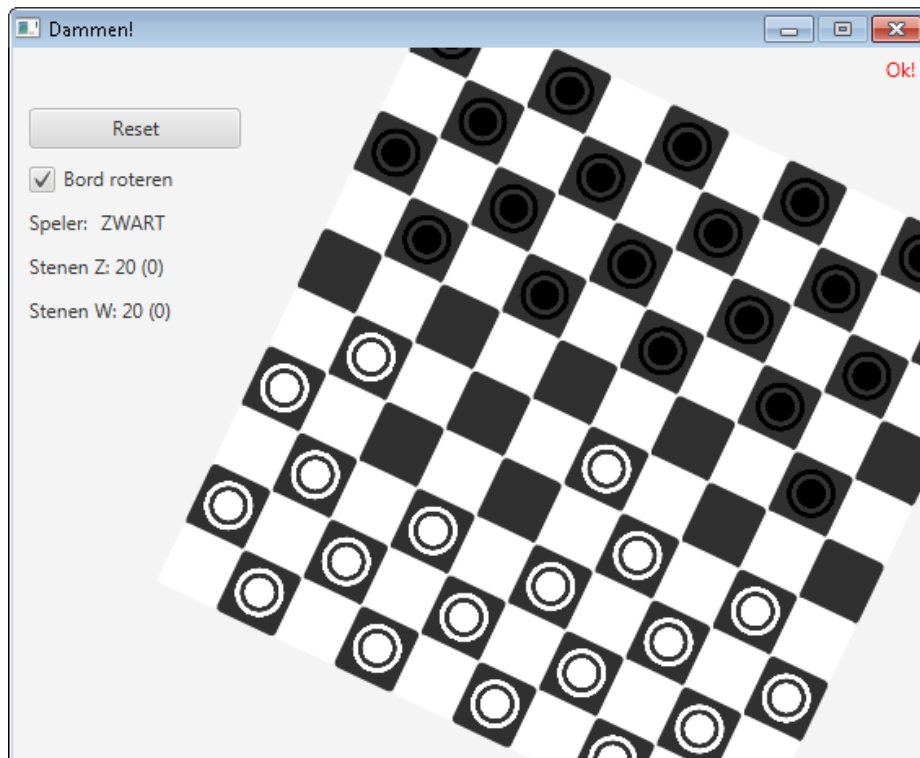 Dammen!
Ok!
Reset
Bord roteren
Speler: ZWART
Stenen Z: 20 (0)
Stenen W: 20 (0)